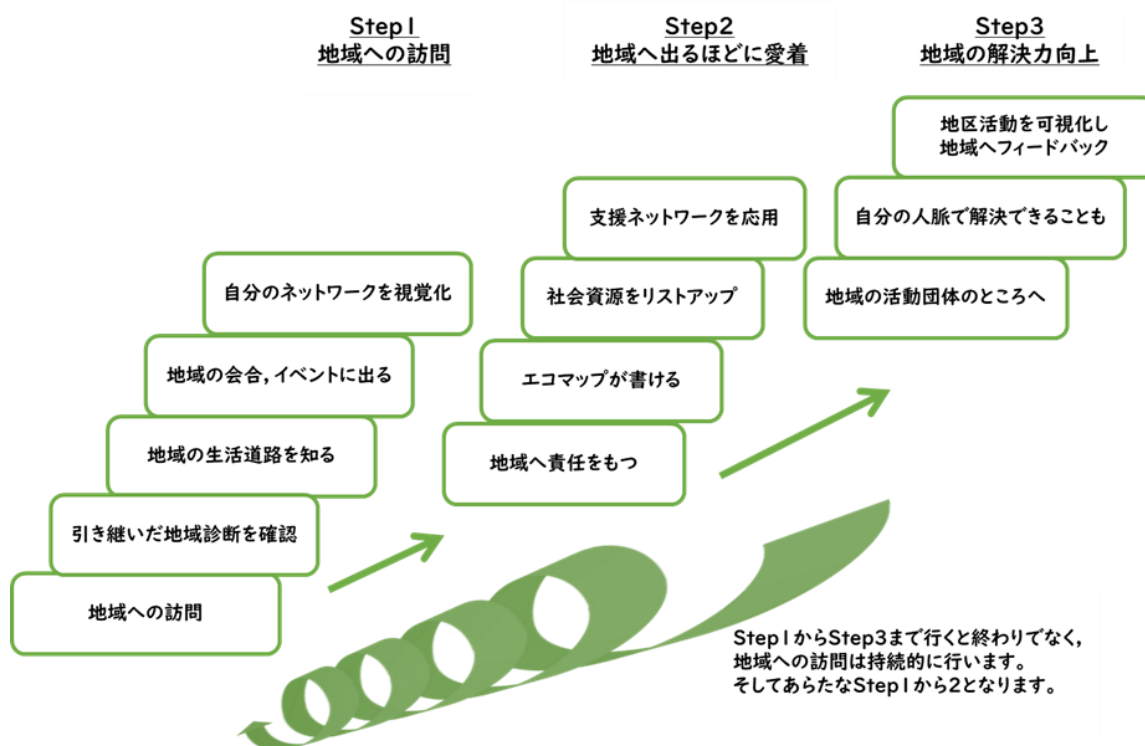 Step1
地域への訪問
Step2
地域へ出るほどに愛着
Step3
地域の解決力向上
地区活動を可視化し
地域へフィードバック
自分の人脈で解決できることも
地域の活動団体のところへ
支援ネットワークを応用
社会資源をリストアップ
エコマップが書ける
地域へ責任をもつ
自分のネットワークを視覚化
地域の会合,イベントに出る
地域の生活道路を知る
引き継いだ地域診断を確認
地域への訪問
Step1からStep3まで行くと終わりでなく,
地域への訪問は持続的に行います。
そしてあらたなStep1から2となります。